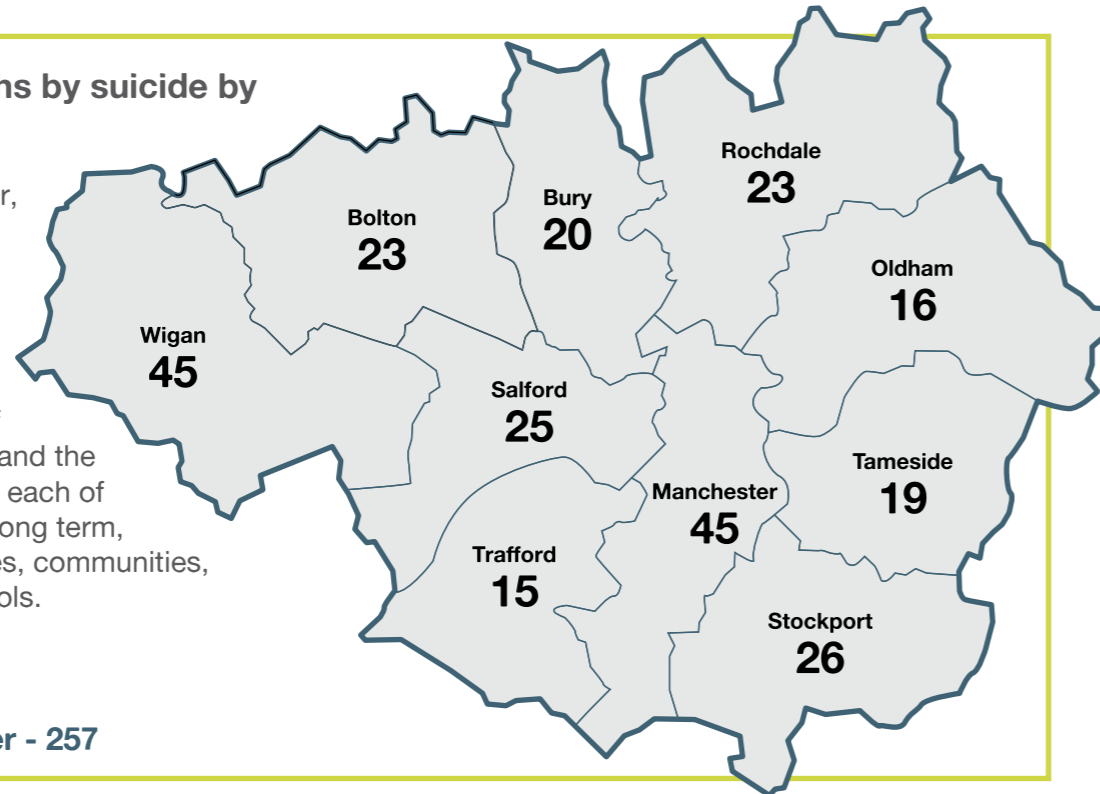 ns by suicide by
r,
and the
each of
ong term,
es, communities,
ols.
er - 257
Rochdale
23
Bury
20
Bolton
23
Oldham
16
Wigan
45
Salford
25
Tameside
19
Manchester
45
Trafford
15
Stockport
26